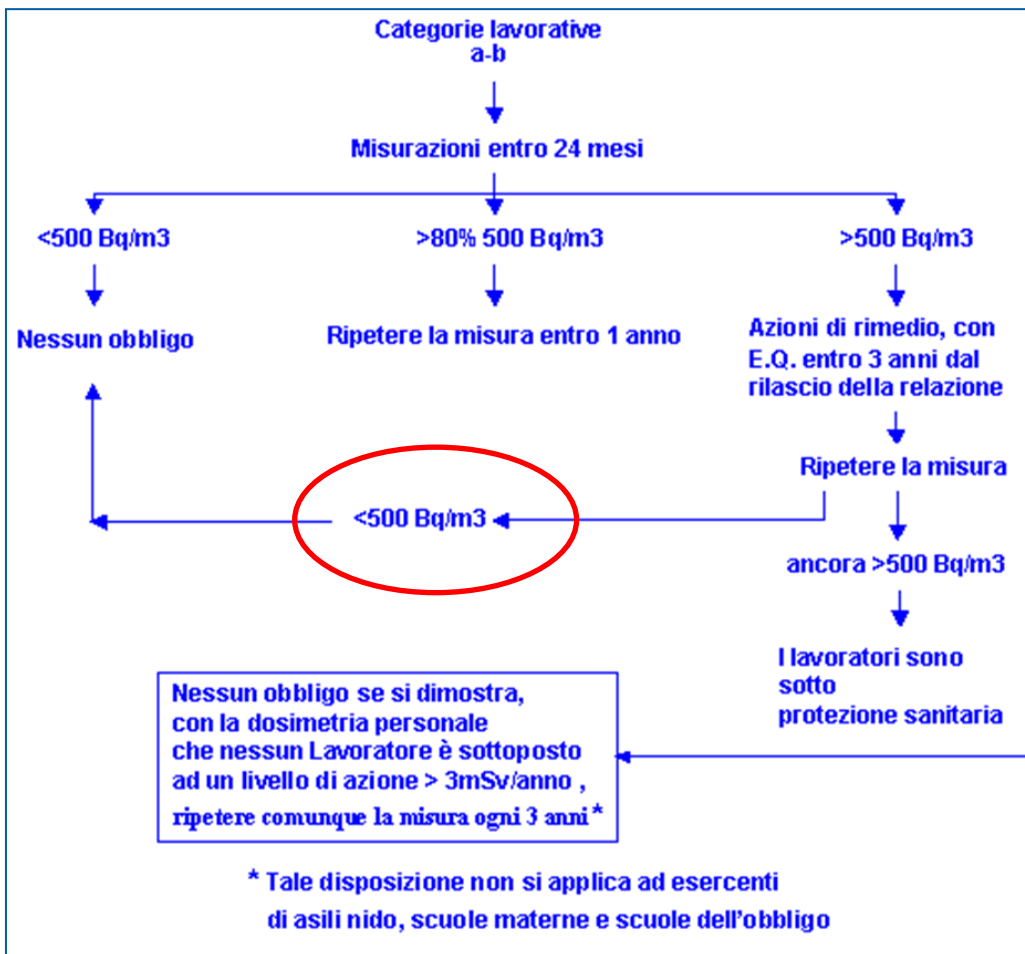 Categorie lavorative
a-b
Misurazioni entro 24 mesi
<500 Bq/m3
>80% 500 Bq/m3
>500 Bq/m3
Nessun obbligo
Ripetere la misura entro 1 anno
Azioni di rimedio, con
E.Q. entro 3 anni dal
rilascio della relazione
Ripetere la misura
<500 Bq/m3
ancora >500 Bq/m3
I lavoratori sono
sotto
protezione sanitaria
Nessun obbligo se si dimostra,
con la dosimetria personale
che nessun Lavoratore è sottoposto
ad un livello di azione > 3mSv/anno ,
ripetere comunque la misura ogni 3 anni*
* Tale disposizione non si applica ad esercenti
di asili nido, scuole materne e scuole dell'obbligo